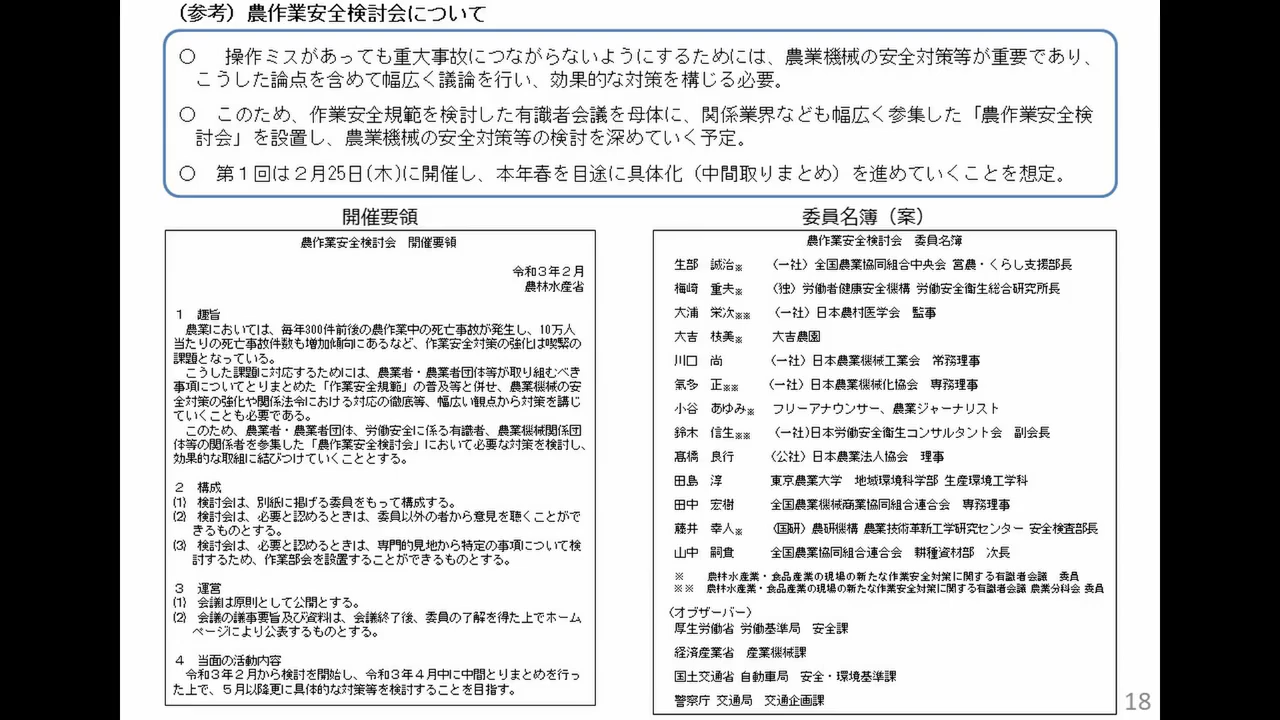 （参考）農作業安全検討会について
○　操作ミスがあっても重大事故につながらないようにするためには、農業機械の安全対策等が重要であり、
こうした論点を含めて幅広く議論を行い、効果的な対策を構じる必要。
○　このため、作業安全規範を検討した有識者会議を母体に、関係業界なども幅広く参集した「農作業安全検
討会」を設置し、農業機械の安全対策等の検討を深めていく予定。
○　第１回は２月25日(木)に開催し、本年春を目途に具体化（中間取りまとめ）を進めていくことを想定。
開催要領
農作業安全検討会　開催要領
令和３年２月
農林水産省
１　趣旨
農業においては、毎年300件前後の農作業中の死亡事故が発生し、10万人
当たりの死亡事故件数も増加傾向にあるなど、作業安全対策の強化は喫緊の
課題となっている。
こうした課題に対応するためには、農業者・農業者団体等が取り組むべき
事項についてとりまとめた「作業安全規範」の普及等と併せ、農業機械の安
全対策の強化や関係法令における対応の徹底等、幅広い観点から対策を講じ
ていくことも必要である。
このため、農業者・農業者団体、労働安全に係る有識者、農業機械関係団
体等の関係者を参集した「農作業安全検討会」において必要な対策を検討し、
効果的な取組に結びつけていくこととする。
２　構成
(1)　検討会は、別紙に掲げる委員をもって構成する。
(2)　検討会は、必要と認めるときは、委員以外の者から意見を聴くことがで
きるものとする。
(3)　検討会は、必要と認めるときは、専門的見地から特定の事項について検
討するため、作業部会を設置することができるものとする。
３　運営
(1)　会議は原則として公開とする。
(2)　会議の議事要旨及び資料は、会議終了後、委員の了解を得た上でホーム
ページにより公表するものとする。
４　当面の活動内容
令和３年２月から検討を開始し、令和３年４月中に中間とりまとめを行っ
た上で、５月以降更に具体的な対策等を検討することを目指す。
委員名簿（案）
農作業安全検討会　委員名簿
生部　誠治※　（一社）全国農業協同組合中央会 営農・くらし支援部長
梅崎　重夫※　（独）労働者健康安全機構 労働安全衛生総合研究所長
大浦　栄次※※　（一社）日本農村医学会　監事
大吉　枝美※　大吉農園
川口　尚　（一社）日本農業機械工業会　常務理事
氣多　正※※　（一社）日本農業機械化協会　専務理事
小谷　あゆみ※　フリーアナウンサー、農業ジャーナリスト
鈴木　信生※※　（一社)日本労働安全衛生コンサルタント会　副会長
髙橋　良行　（公社）日本農業法人協会　理事
田島　淳　東京農業大学　地域環境科学部 生産環境工学科
田中　宏樹　全国農業機械商業協同組合連合会　専務理事
藤井　幸人※　（国研）農研機構 農業技術革新工学研究センター 安全検査部長
山中　嗣貴　全国農業協同組合連合会　耕種資材部　次長
※　農林水産業・食品産業の現場の新たな作業安全対策に関する有識者会議　委員
※※　農林水産業・食品産業の現場の新たな作業安全対策に関する有識者会議 農業分科会 委員
（オブザーバー）
厚生労働省 労働基準局　安全課
経済産業省　産業機械課
国土交通省 自動車局　安全・環境基準課
警察庁 交通局　交通企画課
18